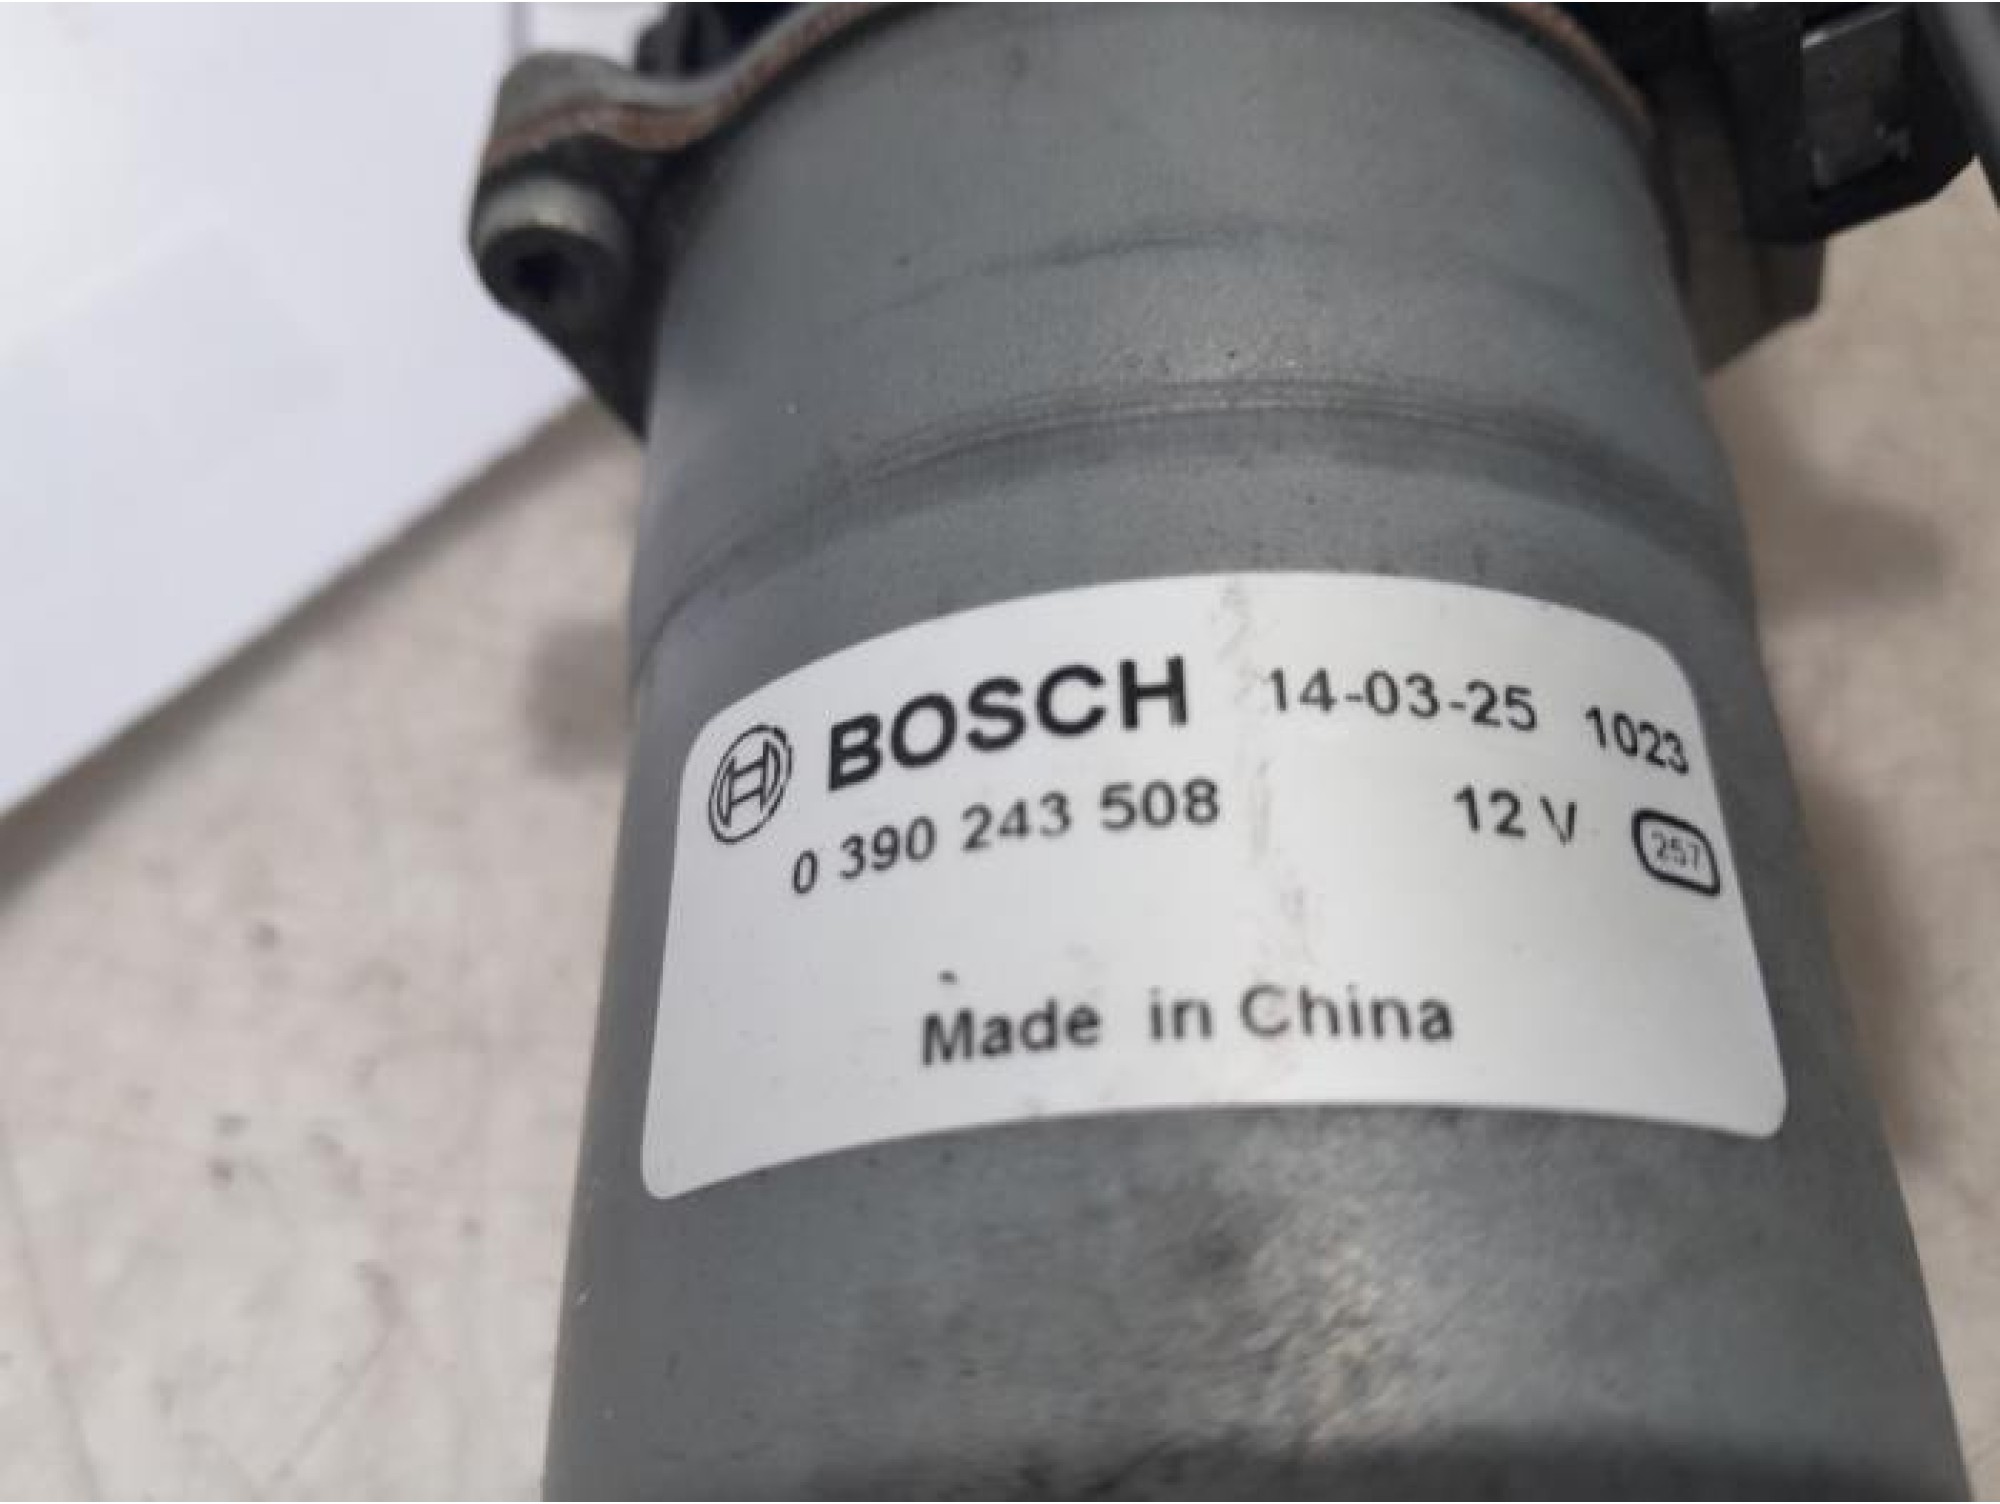 BOSCH 14-03-25 1023
0 390 243 508 12 V 257
Made in China